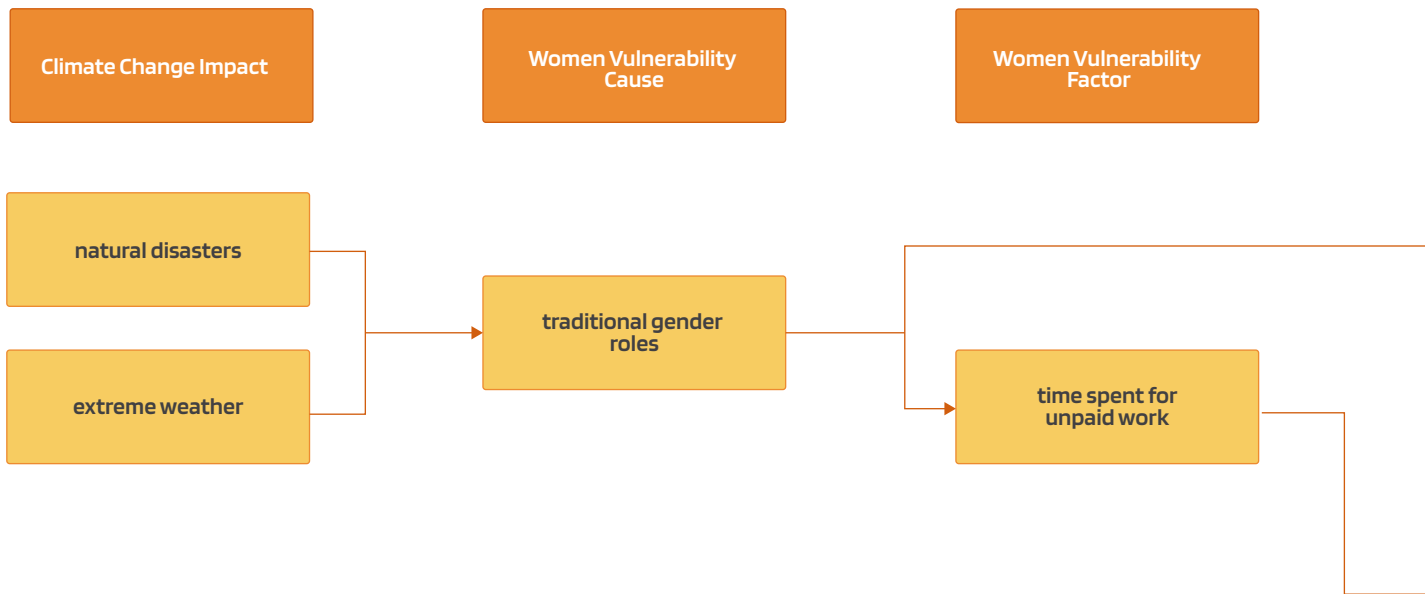 Climate Change Impact
Women Vulnerability
Cause
Women Vulnerability
Factor
natural disasters
traditional gender
roles
extreme weather
time spent for
unpaid work